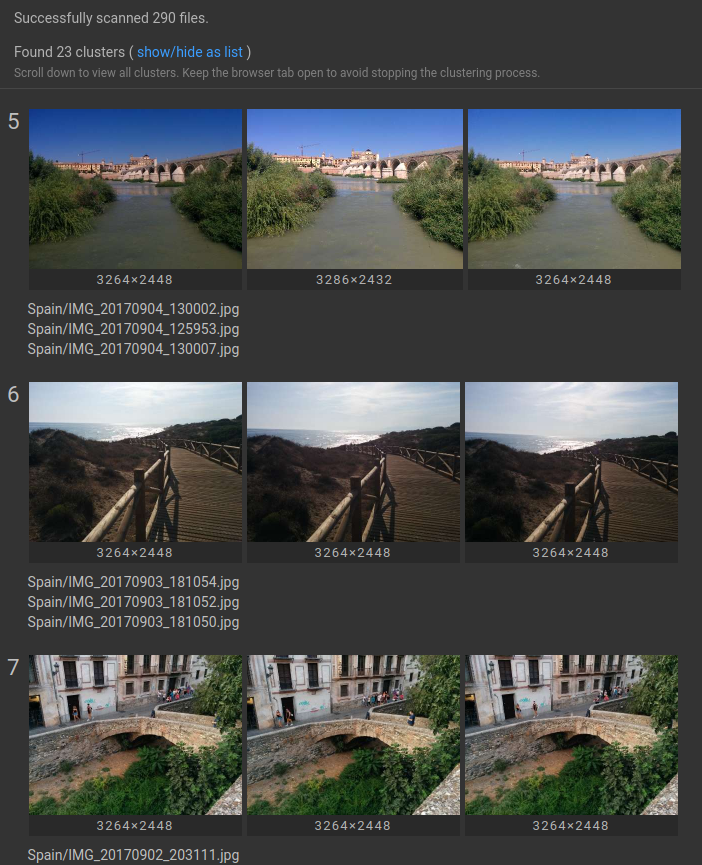 Successfully scanned 290 files.
Found 23 clusters ( show/hide as list )
Scroll down to view all clusters. Keep the browser tab open to avoid stopping the clustering process.
5
3264×2448 3286×2432 3264×2448
Spain/IMG_20170904_130002.jpg
Spain/IMG_20170904_125953.jpg
Spain/IMG_20170904_130007.jpg
6
3264×2448 3264×2448 3264×2448
Spain/IMG_20170903_181054.jpg
Spain/IMG_20170903_181052.jpg
Spain/IMG_20170903_181050.jpg
7
3264×2448 3264×2448 3264×2448
Spain/IMG_20170902_203111.jpg